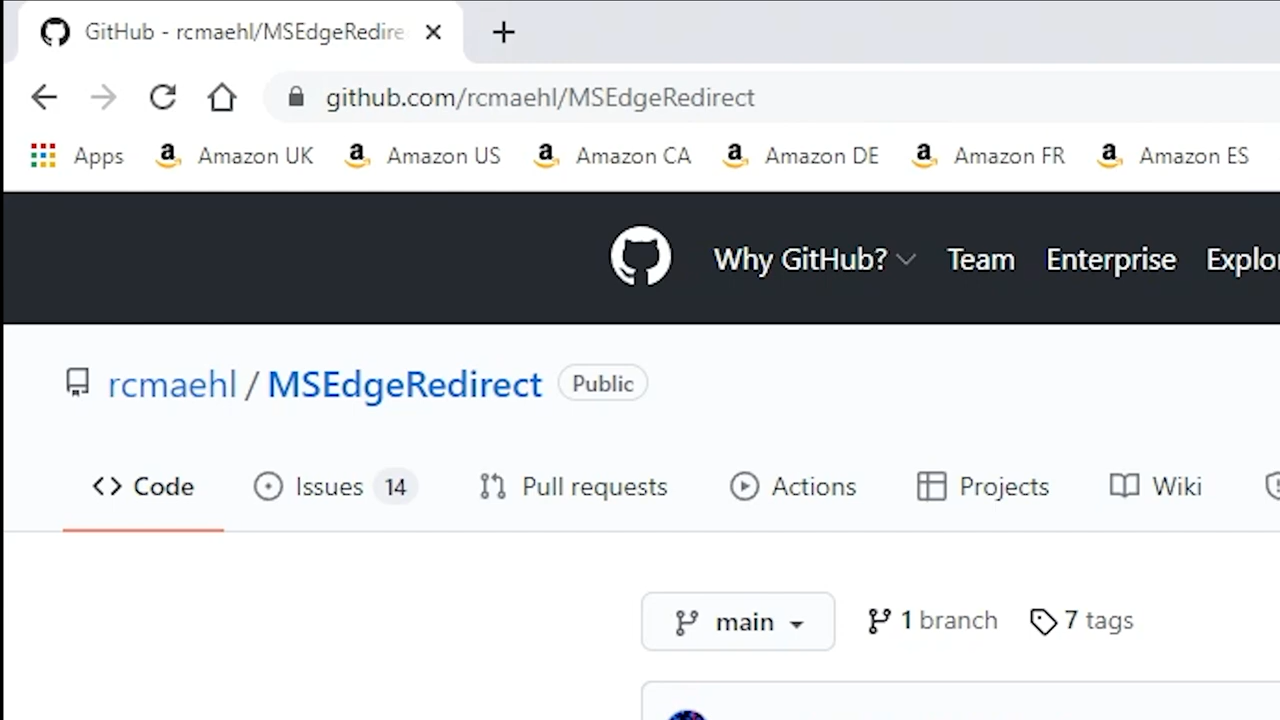 GitHub - rcmaehl/MSEdgeRedire
github.com/rcmaehl/MSEdgeRedirect
Apps Amazon UK Amazon US Amazon CA Amazon DE Amazon FR Amazon ES
Why GitHub? Team Enterprise Explo
rcmaehl / MSEdgeRedirect Public
Code Issues 14 Pull requests Actions Projects Wiki
main 1 branch 7 tags